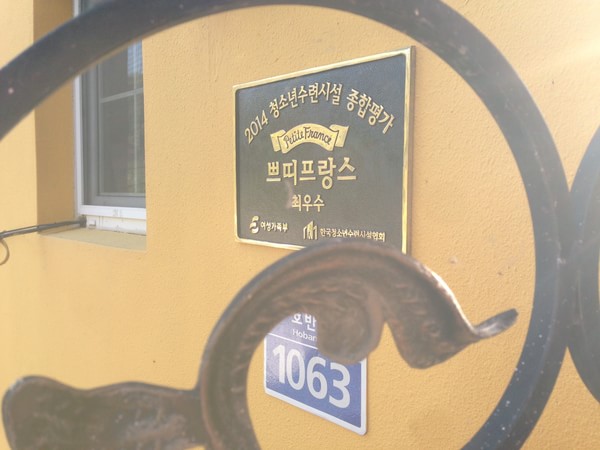 2014 청소년수련시설 종합평가
Petite France
쁘띠프랑스
최우수
여성가족부 한국청소년수련시설협회
호반
Hoban
1063